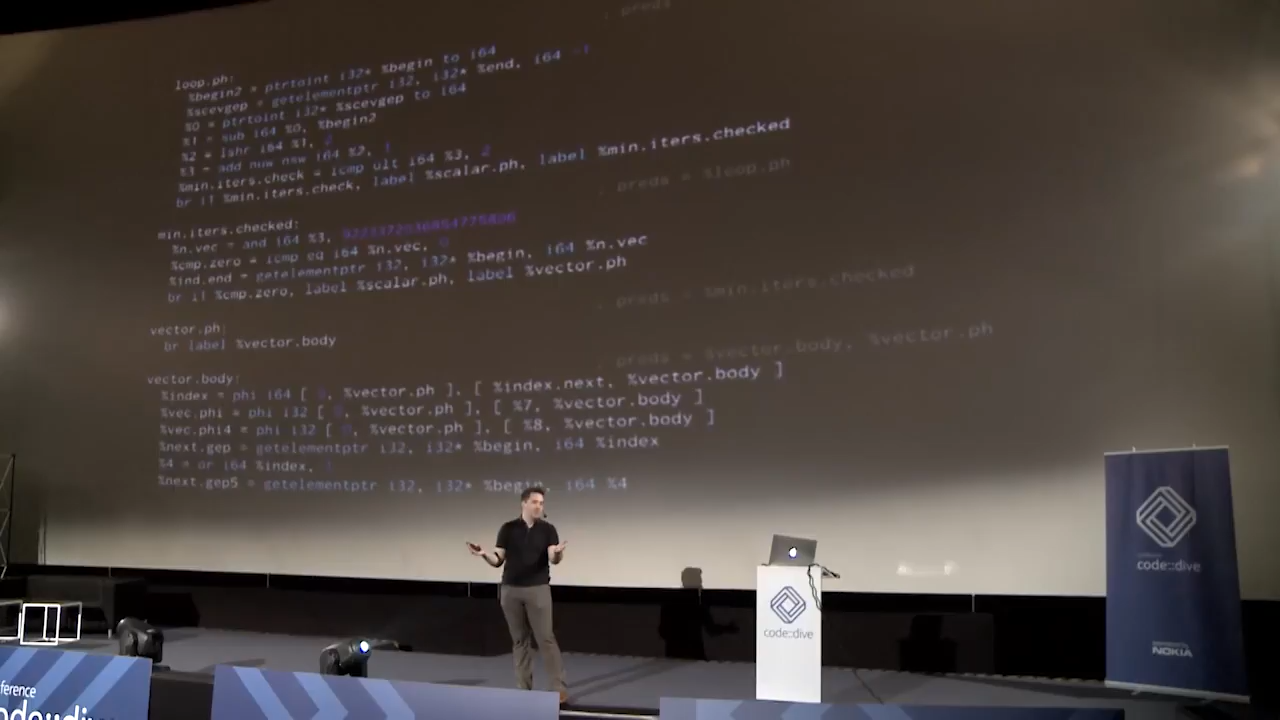 ; preds
loop.ph:
%begin2 = ptrtoint i32* %begin to i64
%scevgep = getelementptr i32, i32* %end, i64 -1
%0 = ptrtoint i32* %scevgep to i64
%1 = sub i64 %0, %begin2
%2 = lshr i64 %1, 2
%3 = add nuw nsw i64 %2, 1
%min.iters.check = icmp ult i64 %3, 2
br i1 %min.iters.check, label %scalar.ph, label %min.iters.checked
min.iters.checked: ; preds = %loop.ph
%n.vec = and i64 %3, 9223372036854775806
%cmp.zero = icmp eq i64 %n.vec, 0
%ind.end = getelementptr i32, i32* %begin, i64 %n.vec
br i1 %cmp.zero, label %scalar.ph, label %vector.ph
vector.ph: ; preds = %min.iters.checked
br label %vector.body
vector.body: ; preds = %vector.body, %vector.ph
%index = phi i64 [ 0, %vector.ph ], [ %index.next, %vector.body ]
%vec.phi = phi i32 [ 0, %vector.ph ], [ %7, %vector.body ]
%vec.phi4 = phi i32 [ 0, %vector.ph ], [ %8, %vector.body ]
%next.gep = getelementptr i32, i32* %begin, i64 %index
%4 = or i64 %index, 1
%next.gep5 = getelementptr i32, i32* %begin, i64 %4
code::dive
NOKIA
code::dive